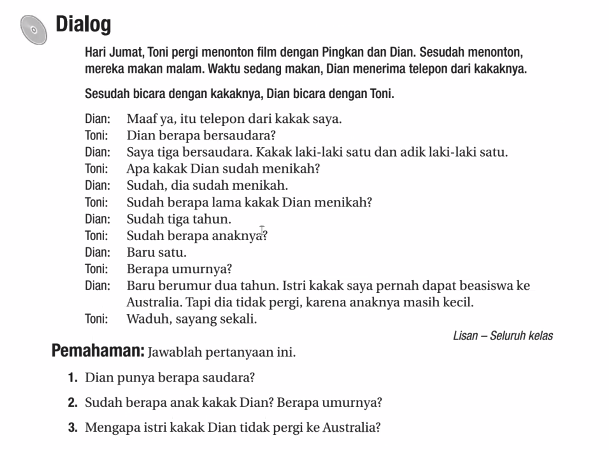 Dialog
Hari Jumat, Toni pergi menonton film dengan Pingkan dan Dian. Sesudah menonton,
mereka makan malam. Waktu sedang makan, Dian menerima telepon dari kakaknya.
Sesudah bicara dengan kakaknya, Dian bicara dengan Toni.
Dian: Maaf ya, itu telepon dari kakak saya.
Toni: Dian berapa bersaudara?
Dian: Saya tiga bersaudara. Kakak laki-laki satu dan adik laki-laki satu.
Toni: Apa kakak Dian sudah menikah?
Dian: Sudah, dia sudah menikah.
Toni: Sudah berapa lama kakak Dian menikah?
Dian: Sudah tiga tahun.
Toni: Sudah berapa anaknya?
Dian: Baru satu.
Toni: Berapa umurnya?
Dian: Baru berumur dua tahun. Istri kakak saya pernah dapat beasiswa ke
Australia. Tapi dia tidak pergi, karena anaknya masih kecil.
Toni: Waduh, sayang sekali.
Lisan – Seluruh kelas
Pemahaman: Jawablah pertanyaan ini.
1. Dian punya berapa saudara?
2. Sudah berapa anak kakak Dian? Berapa umurnya?
3. Mengapa istri kakak Dian tidak pergi ke Australia?